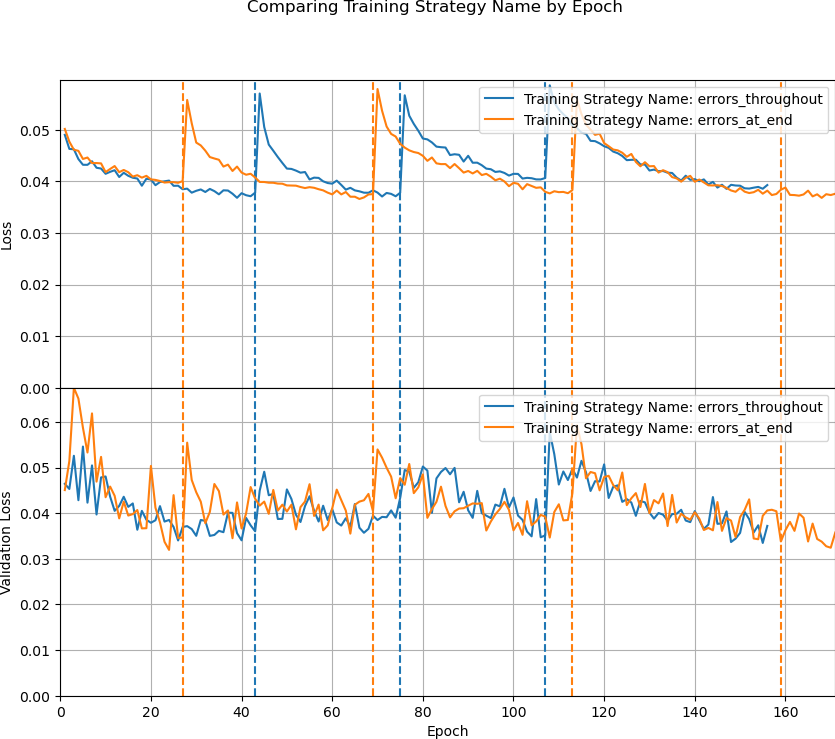 Comparing Training Strategy Name by Epoch
Training Strategy Name: errors_throughout
Training Strategy Name: errors_at_end
0.05
0.04
0.03
0.02
0.01
0.00
Loss
Training Strategy Name: errors_throughout
Training Strategy Name: errors_at_end
0.06
0.05
0.04
0.03
0.02
0.01
0.00
Validation Loss
0 20 40 60 80 100 120 140 160
Epoch